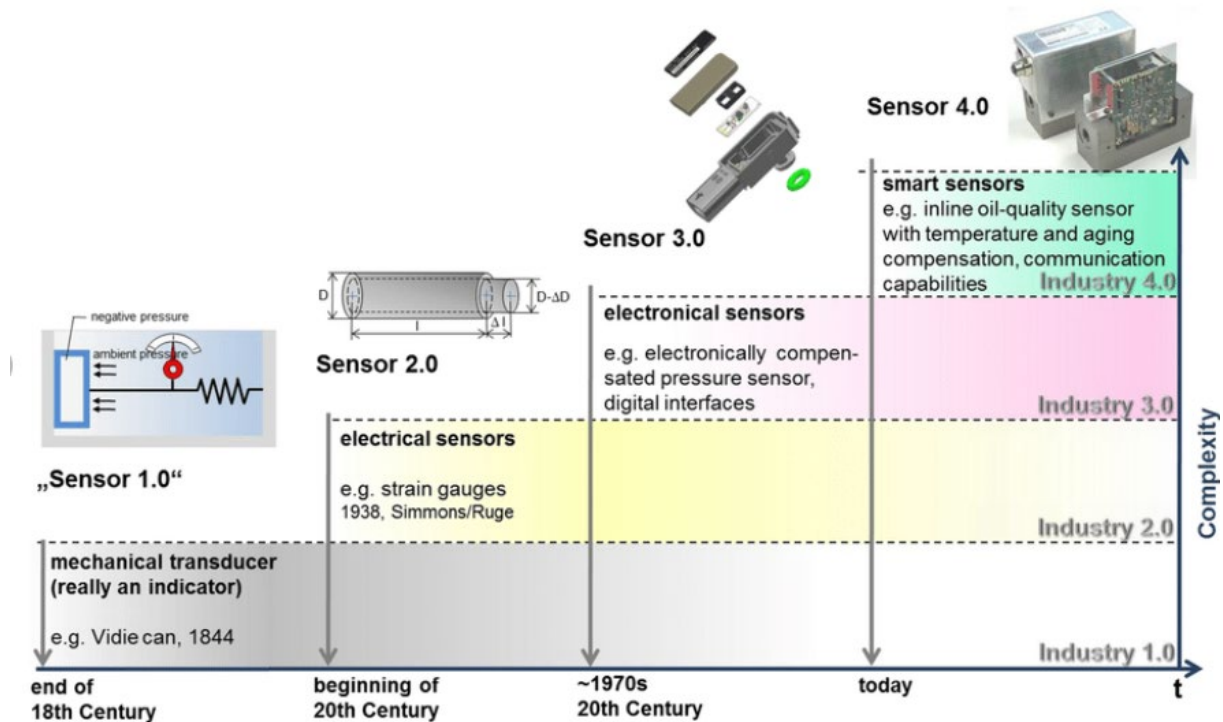 Sensor 4.0
smart sensors
e.g. inline oil-quality sensor
with temperature and aging
compensation, communication
capabilities
Industry 4.0
Sensor 3.0
electronical sensors
e.g. electronically compen-
sated pressure sensor,
digital interfaces
Industry 3.0
D
D-ΔD
l
Δ l
Sensor 2.0
electrical sensors
e.g. strain gauges
1938, Simmons/Ruge
Industry 2.0
negative pressure
ambient pressure
„Sensor 1.0“
mechanical transducer
(really an indicator)
e.g. Vidie can, 1844
Industry 1.0
Complexity
end of
18th Century
beginning of
20th Century
~1970s
20th Century
today
t